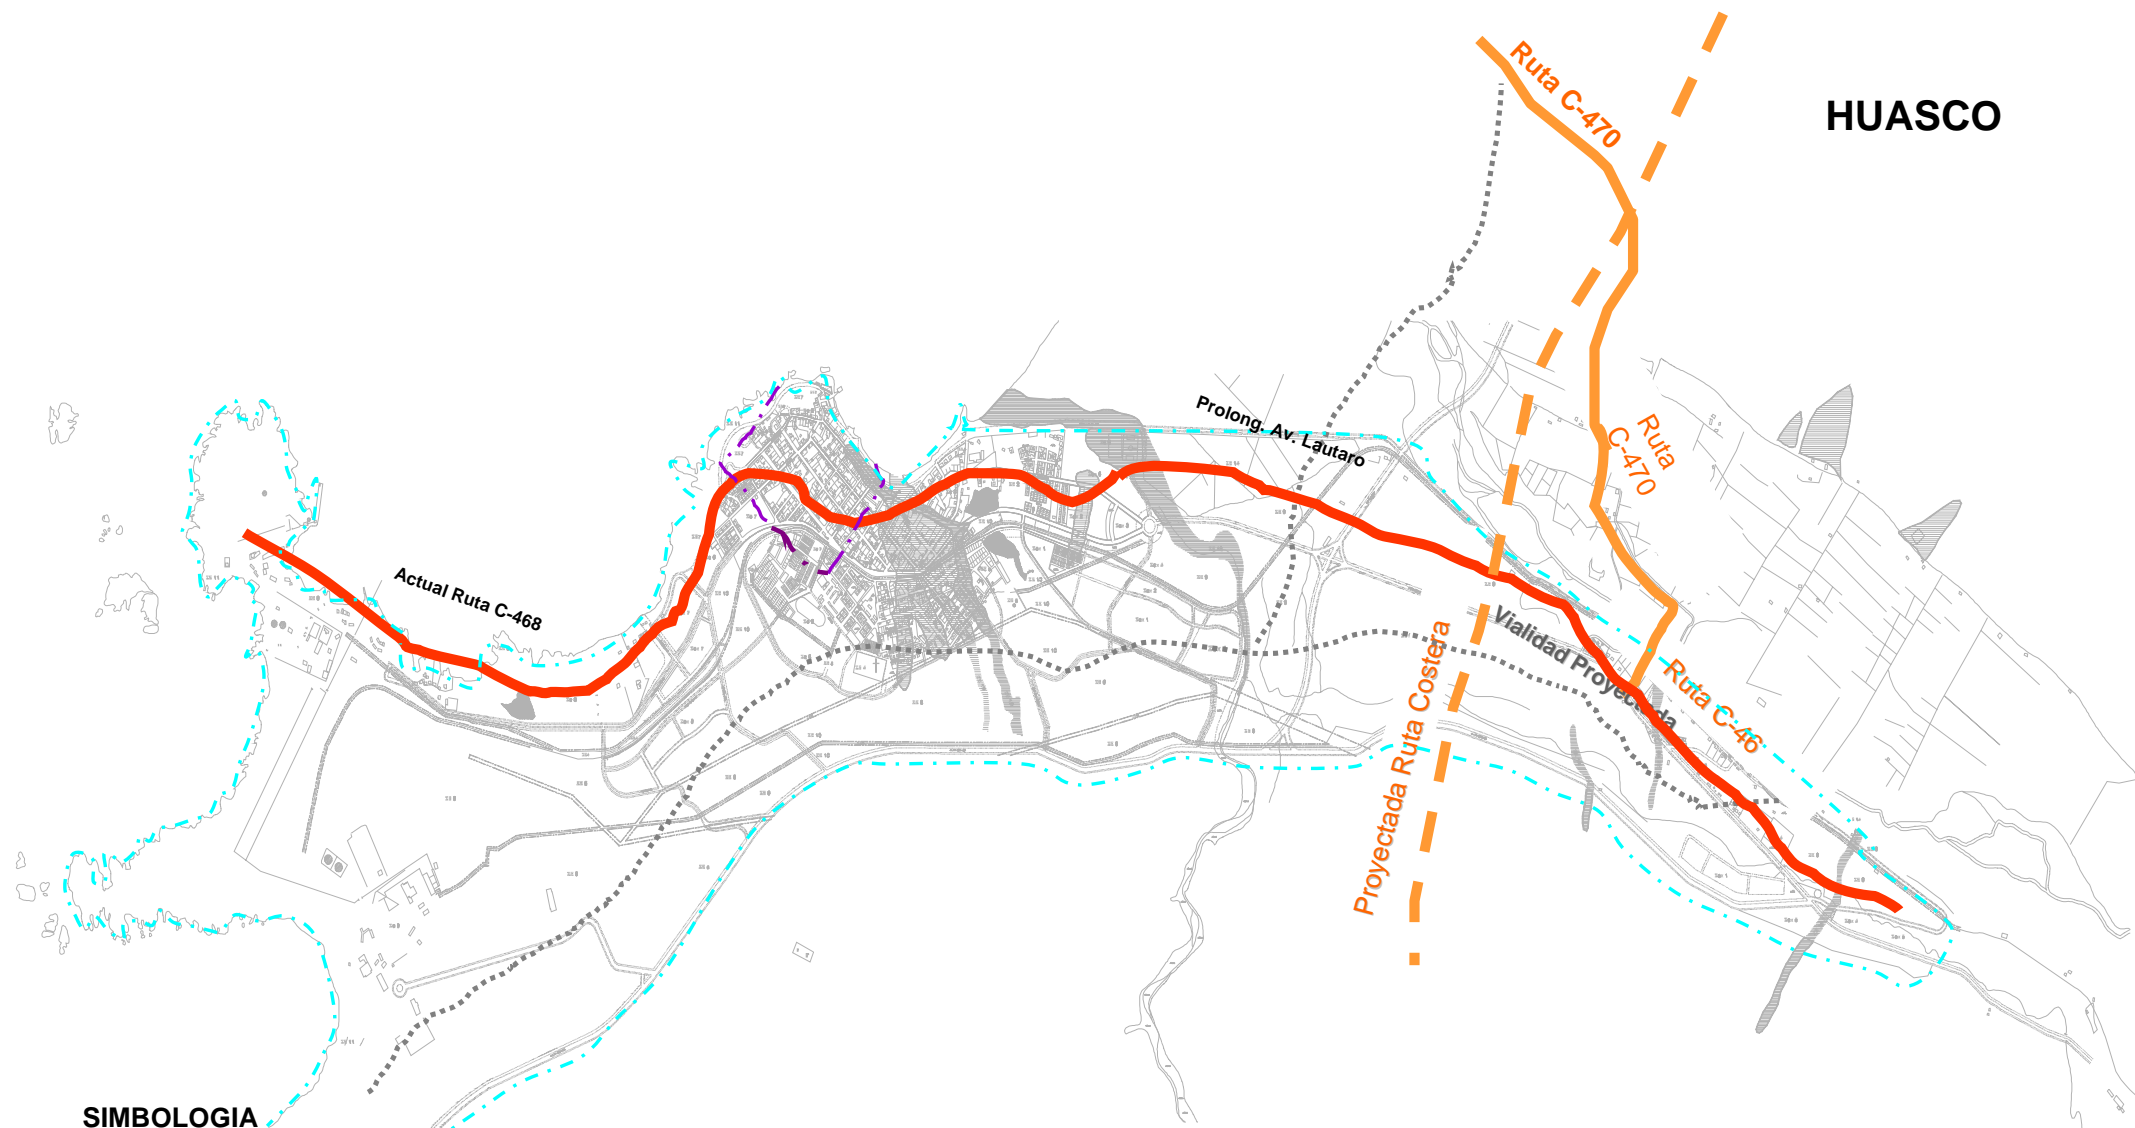 Ruta C-470
HUASCO
Prolong. Av. Lautaro
Ruta
C-470
Actual Ruta C-468
Vialidad Proyectada
Proyectada Ruta Costera
Ruta C-46
SIMBOLOGIA